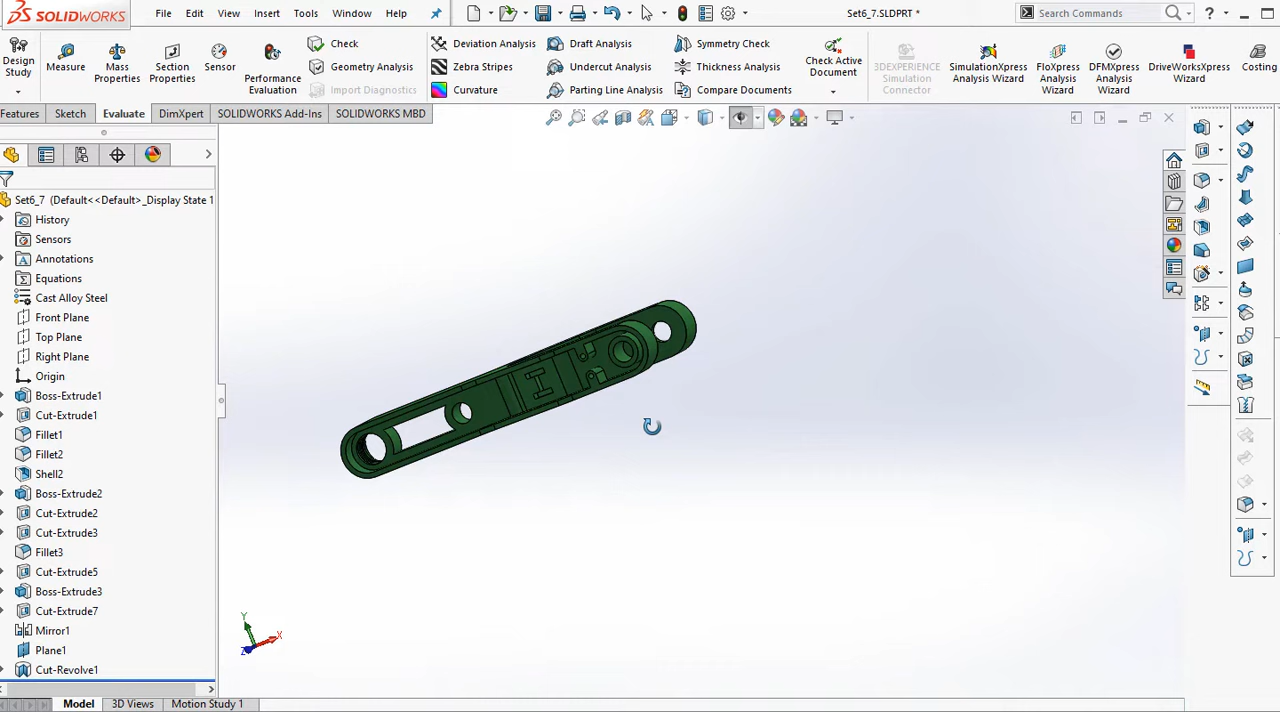 SOLIDWORKS File Edit View Insert Tools Window Help Set6_7.SLDPRT * Search Commands ?
Design Study
Measure
Mass Properties
Section Properties
Sensor
Performance Evaluation
Check
Geometry Analysis
Import Diagnostics
Deviation Analysis
Zebra Stripes
Curvature
Draft Analysis
Undercut Analysis
Parting Line Analysis
Symmetry Check
Thickness Analysis
Compare Documents
Check Active Document
3DEXPERIENCE Simulation Connector
SimulationXpress Analysis Wizard
FloXpress Analysis Wizard
DFMXpress Analysis Wizard
DriveWorksXpress Wizard
Costing
Features Sketch Evaluate DimXpert SOLIDWORKS Add-Ins SOLIDWORKS MBD
Set6_7 (Default<<Default>_Display State 1
History
Sensors
Annotations
Equations
Cast Alloy Steel
Front Plane
Top Plane
Right Plane
Origin
Boss-Extrude1
Cut-Extrude1
Fillet1
Fillet2
Shell2
Boss-Extrude2
Cut-Extrude2
Cut-Extrude3
Fillet3
Cut-Extrude5
Boss-Extrude3
Cut-Extrude7
Mirror1
Plane1
Cut-Revolve1
Y
X
Z
Model 3D Views Motion Study 1